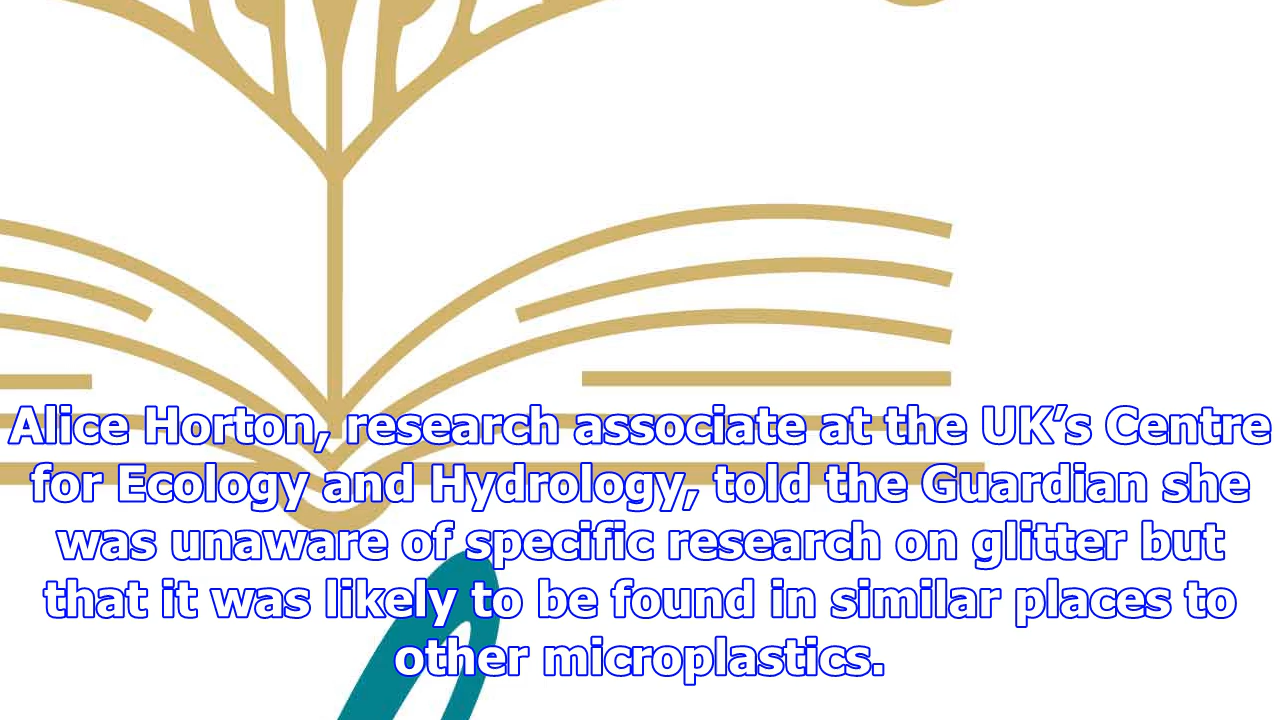 Alice Horton, research associate at the UK’s Centre
for Ecology and Hydrology, told the Guardian she
was unaware of specific research on glitter but
that it was likely to be found in similar places to
other microplastics.